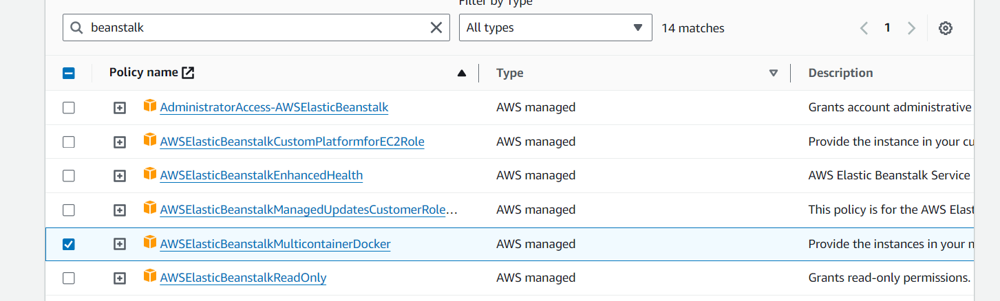 Filter by Type
beanstalk
All types
14 matches
1
Policy name
Type
Description
AdministratorAccess-AWSElasticBeanstalk
AWS managed
Grants account administrative
AWSElasticBeanstalkCustomPlatformforEC2Role
AWS managed
Provide the instance in your cu
AWSElasticBeanstalkEnhancedHealth
AWS managed
AWS Elastic Beanstalk Service
AWSElasticBeanstalkManagedUpdatesCustomerRole...
AWS managed
This policy is for the AWS Elast
AWSElasticBeanstalkMulticontainerDocker
AWS managed
Provide the instances in your n
AWSElasticBeanstalkReadOnly
AWS managed
Grants read-only permissions.